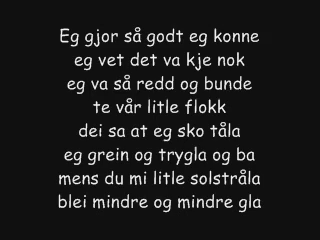 Eg gjor så godt eg konne
eg vet det va kje nok
eg va så redd og bunde
te vår litle flokk
dei sa at eg sko tåla
eg grein og trygla og ba
mens du mi litle solstråla
blei mindre og mindre gla